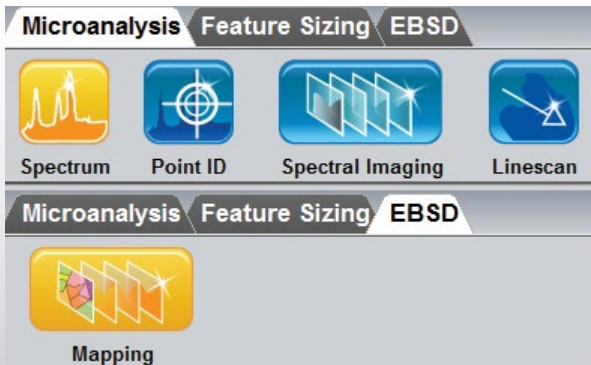 Microanalysis Feature Sizing EBSD
Spectrum Point ID Spectral Imaging Linescan
Microanalysis Feature Sizing EBSD
Mapping